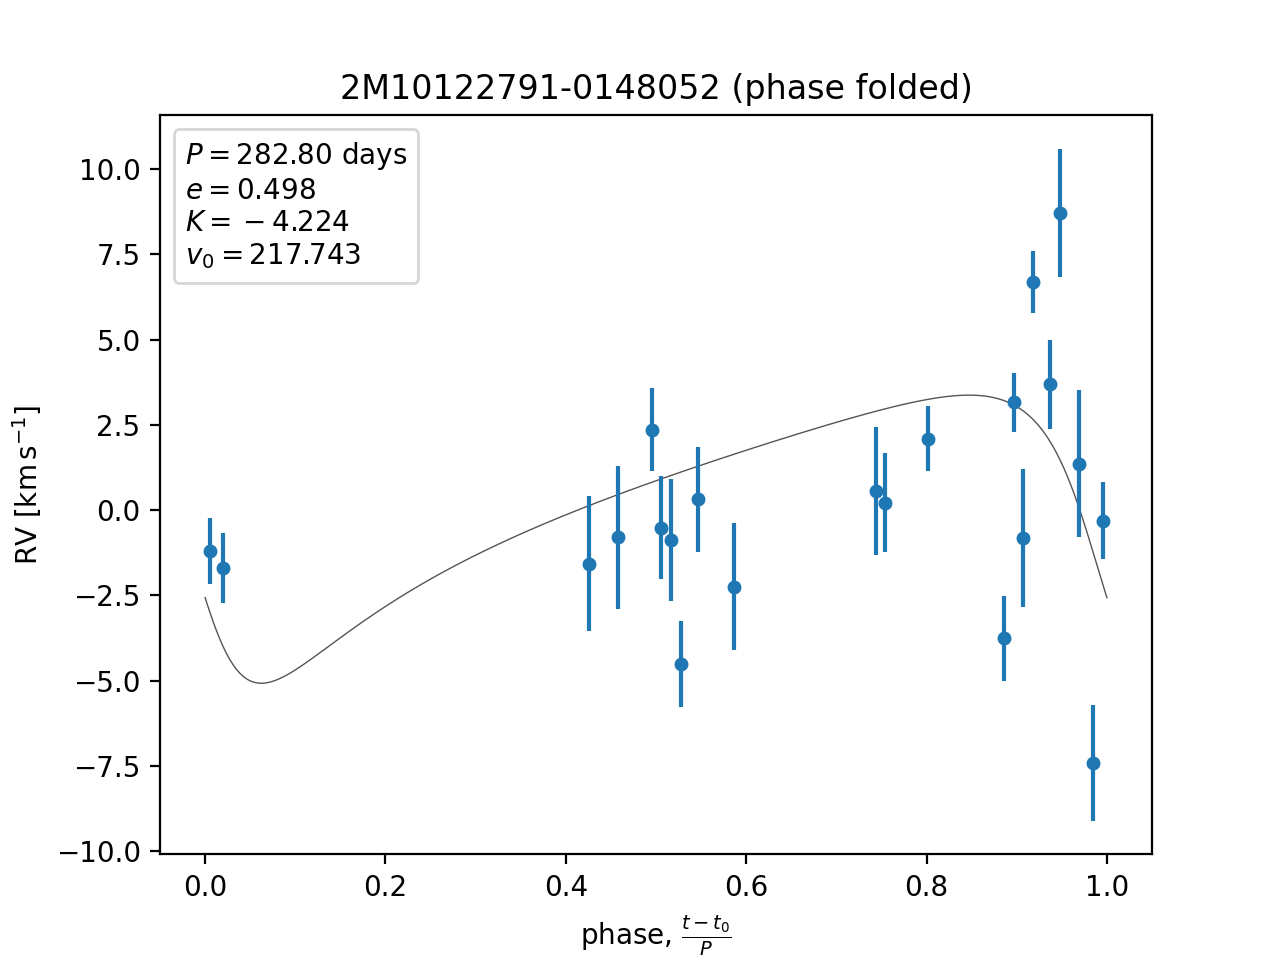 2M10122791-0148052 (phase folded)
P = 282.80 days
e = 0.498
K = −4.224
v₀ = 217.743
10.0
7.5
5.0
2.5
0.0
−2.5
−5.0
−7.5
−10.0
RV [km s⁻¹]
0.0 0.2 0.4 0.6 0.8 1.0
phase, (t − t₀)/P